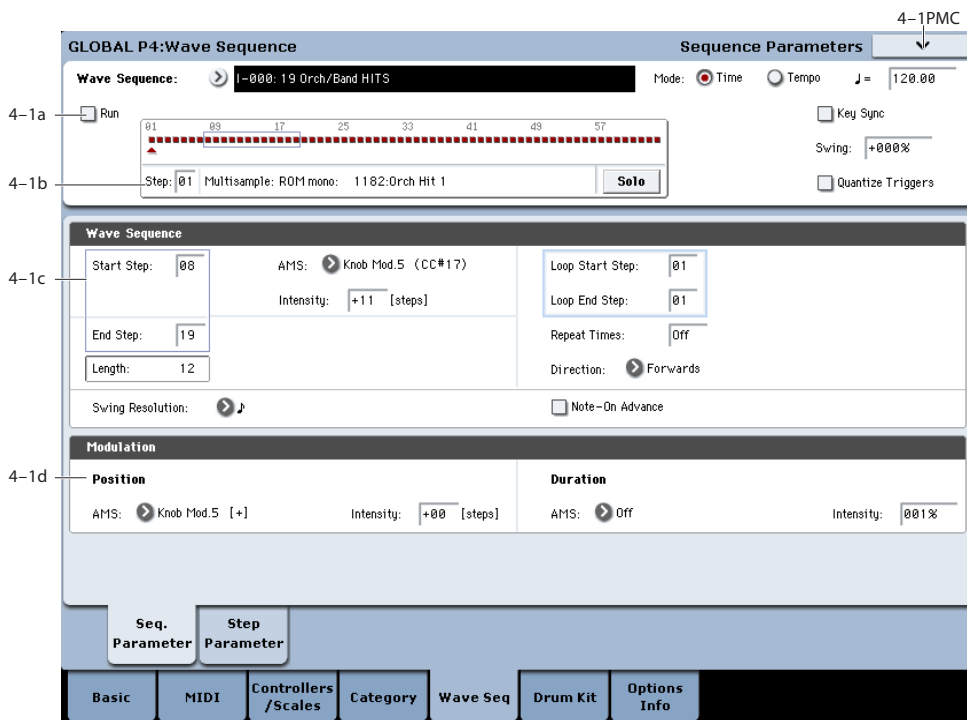 4–1PMC
GLOBAL P4:Wave Sequence Sequence Parameters
Wave Sequence: I-000: 19 Orch/Band HITS Mode: Time Tempo ♩= 120.00
4–1a Run Key Sync
01 09 17 25 33 41 49 57
Swing: +000%
4–1b Step: 01 Multisample: ROM mono: 1182:Orch Hit 1 Solo Quantize Triggers
Wave Sequence
4–1c Start Step: 08 AMS: Knob Mod.5 (CC#17) Loop Start Step: 01
Intensity: +11 [steps] Loop End Step: 01
End Step: 19 Repeat Times: Off
Length: 12 Direction: Forwards
Swing Resolution: ♪ Note-On Advance
Modulation
4–1d Position Duration
AMS: Knob Mod.5 [+] Intensity: +00 [steps] AMS: Off Intensity: 001%
Seq. Parameter Step Parameter
Basic MIDI Controllers /Scales Category Wave Seq Drum Kit Options Info